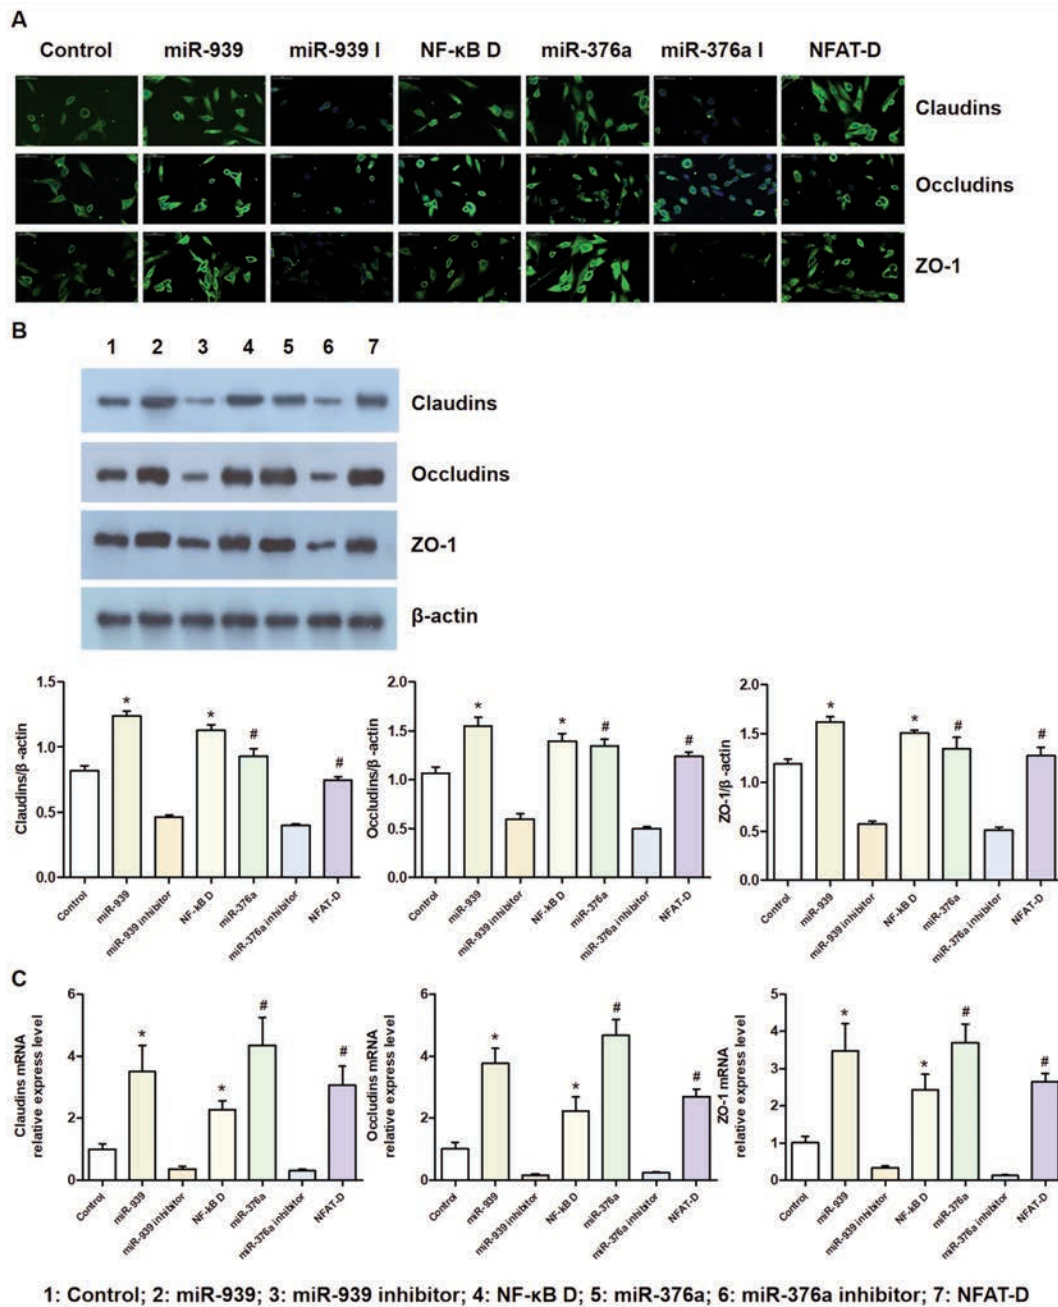 A
Control miR-939 miR-939 I NF-κB D miR-376a miR-376a I NFAT-D
Claudins
Occludins
ZO-1
B
1 2 3 4 5 6 7
Claudins
Occludins
ZO-1
β-actin
Claudins/β -actin
1.5
1.0
0.5
0.0
Control
miR-939
miR-939 inhibitor
NF-kB D
miR-376a
miR-376a inhibitor
NFAT-D
* * # #
Occludins/β -actin
2.0
1.5
1.0
0.5
0.0
Control
miR-939
miR-939 inhibitor
NF-kB D
miR-376a
miR-376a inhibitor
NFAT-D
* * # #
ZO-1/β -actin
2.0
1.5
1.0
0.5
0.0
Control
miR-939
miR-939 inhibitor
NF-kB D
miR-376a
miR-376a inhibitor
NFAT-D
* * # #
C
Claudins mRNA
relative express level
6
4
2
0
Control
miR-939
miR-939 inhibitor
NF-kB D
miR-376a
miR-376a inhibitor
NFAT-D
* * # #
Occludins mRNA
relative express level
6
4
2
0
Control
miR-939
miR-939 inhibitor
NF-kB D
miR-376a
miR-376a inhibitor
NFAT-D
* * # #
ZO-1 mRNA
relative express level
5
4
3
2
1
0
Control
miR-939
miR-939 inhibitor
NF-kB D
miR-376a
miR-376a inhibitor
NFAT-D
* * # #
1: Control; 2: miR-939; 3: miR-939 inhibitor; 4: NF-κB D; 5: miR-376a; 6: miR-376a inhibitor; 7: NFAT-D